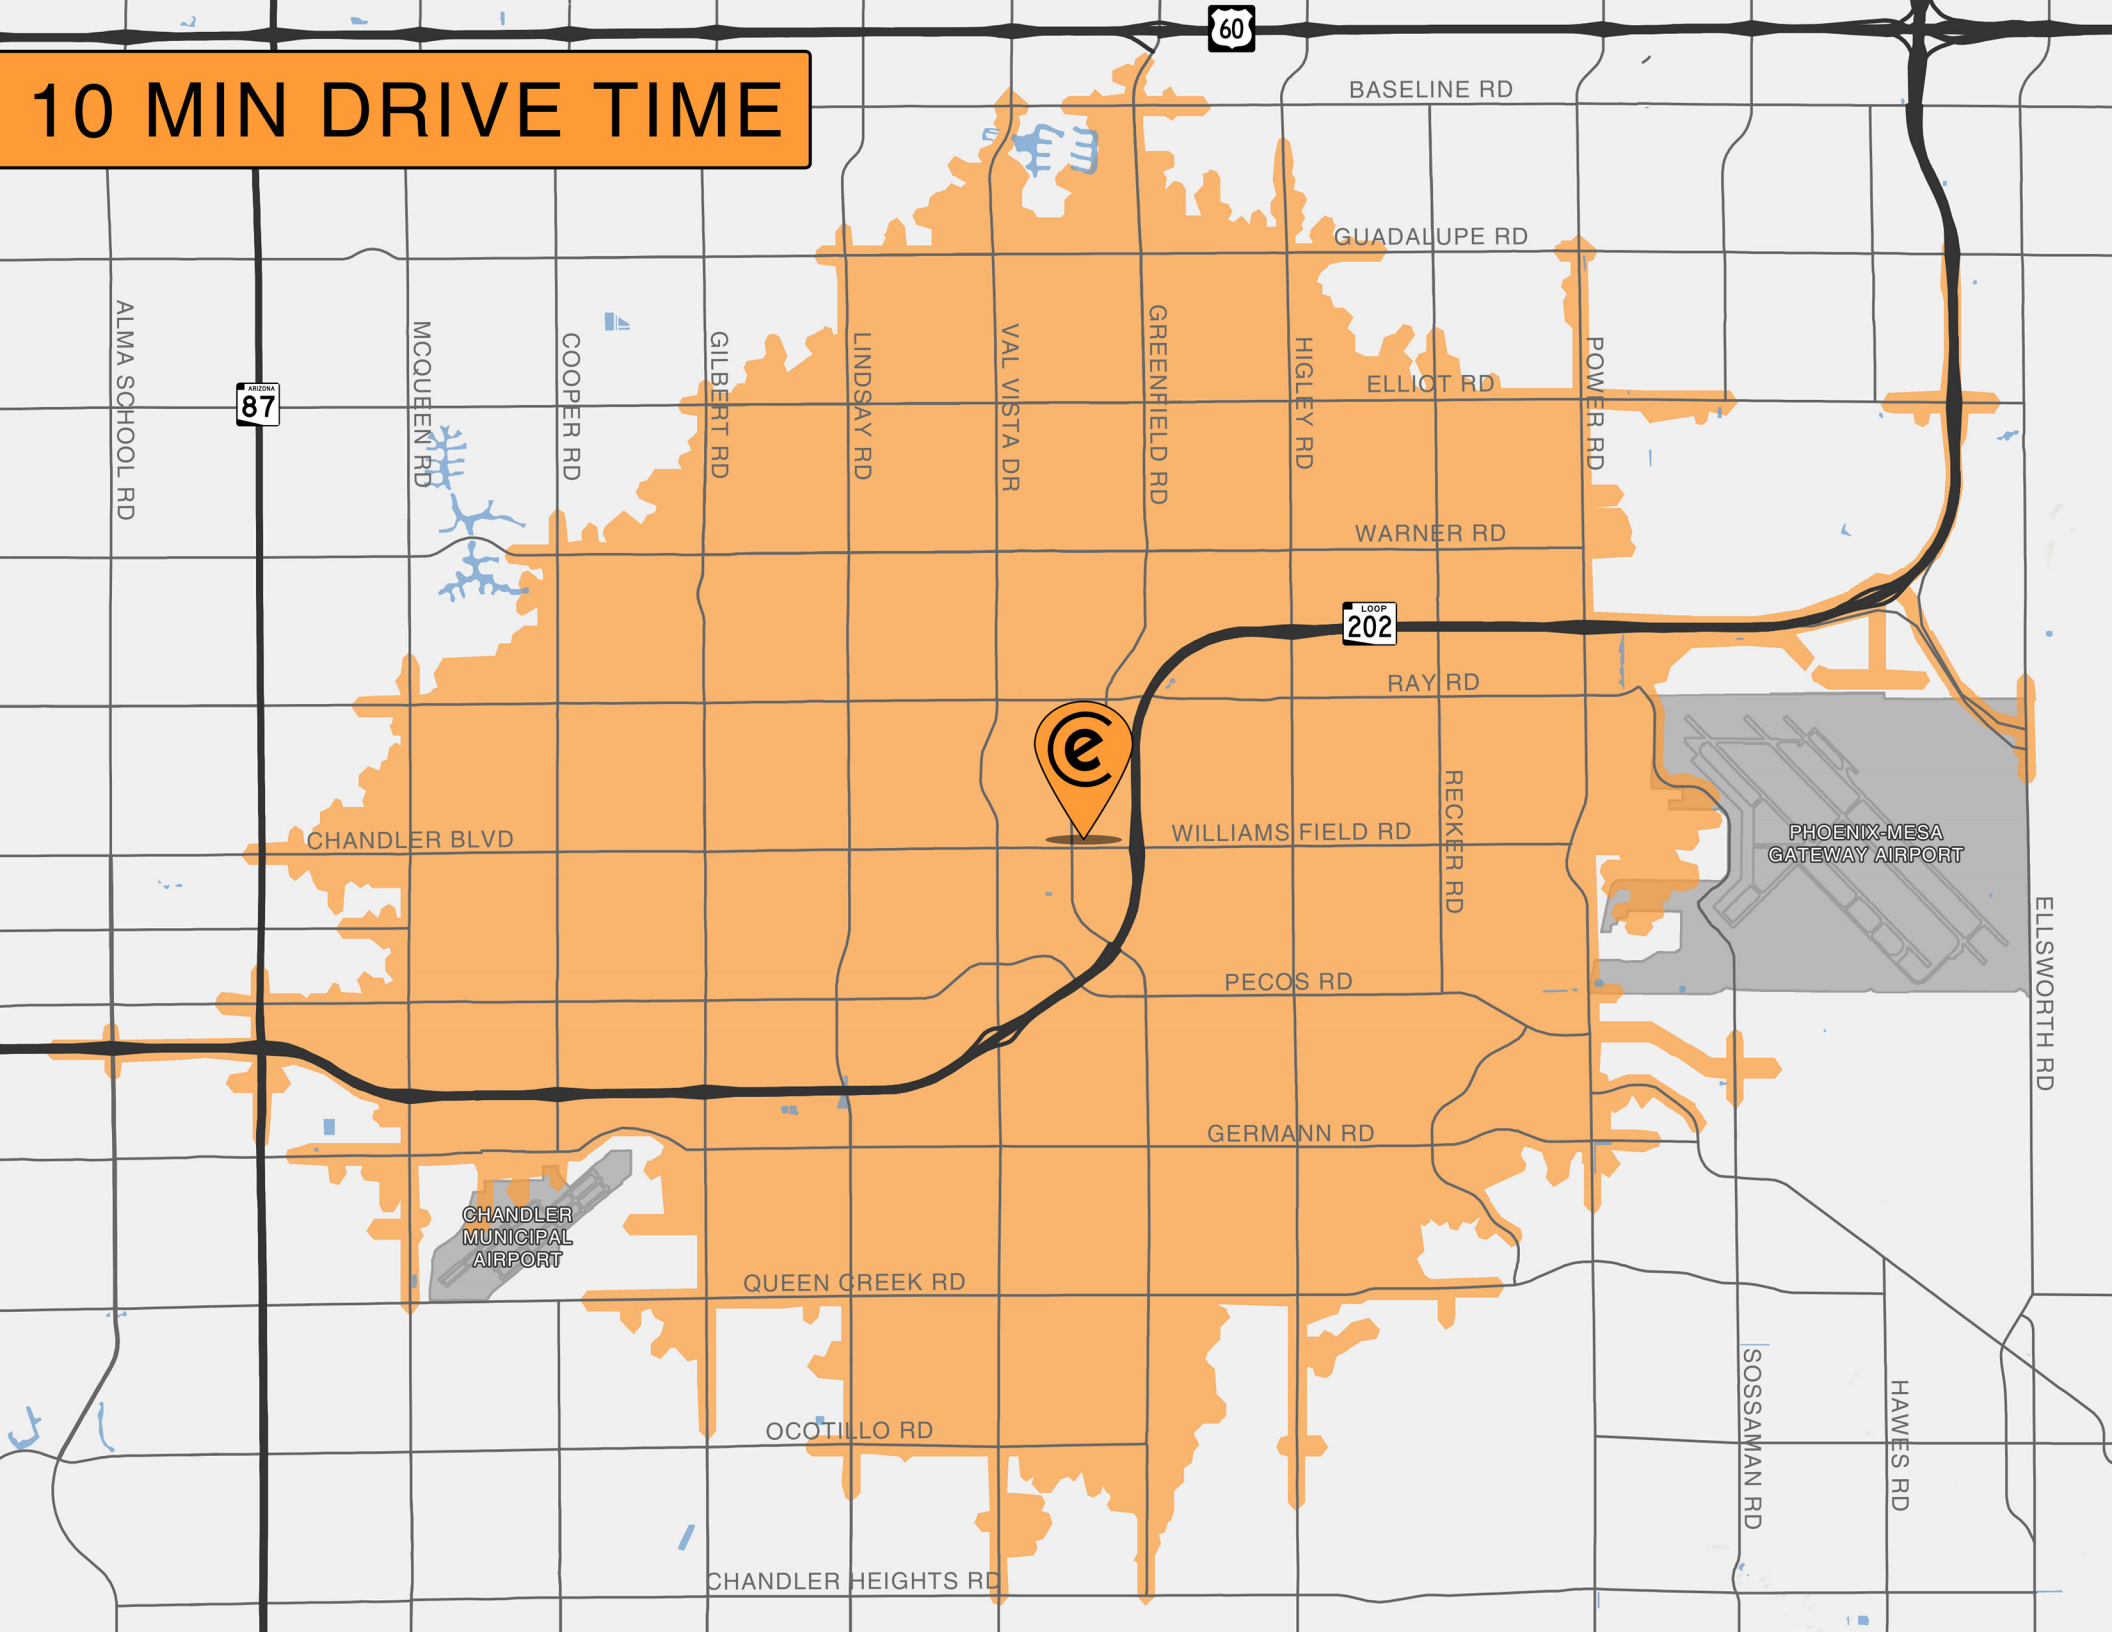 60
10 MIN DRIVE TIME
BASELINE RD
GUADALUPE RD
ALMA SCHOOL RD
ARIZONA
87
MCQUEEN RD
COOPER RD
GILBERT RD
LINDSAY RD
VAL VISTA DR
GREENFIELD RD
HIGLEY RD
ELLIOT RD
POWER RD
WARNER RD
LOOP
202
RAY RD
e
RECKER RD
CHANDLER BLVD
WILLIAMS FIELD RD
PHOENIX-MESA
GATEWAY AIRPORT
ELLSWORTH RD
PECOS RD
GERMANN RD
CHANDLER
MUNICIPAL
AIRPORT
QUEEN CREEK RD
SOSSAMAN RD
HAWES RD
OCOTILLO RD
CHANDLER HEIGHTS RD